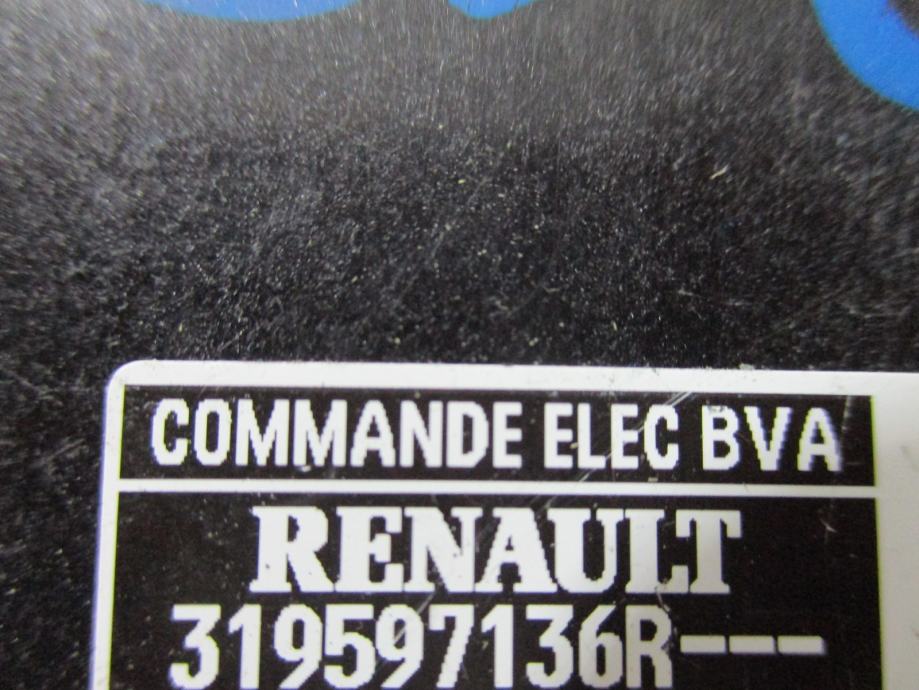 COMMANDE ELEC BVA
RENAULT
319597136R---